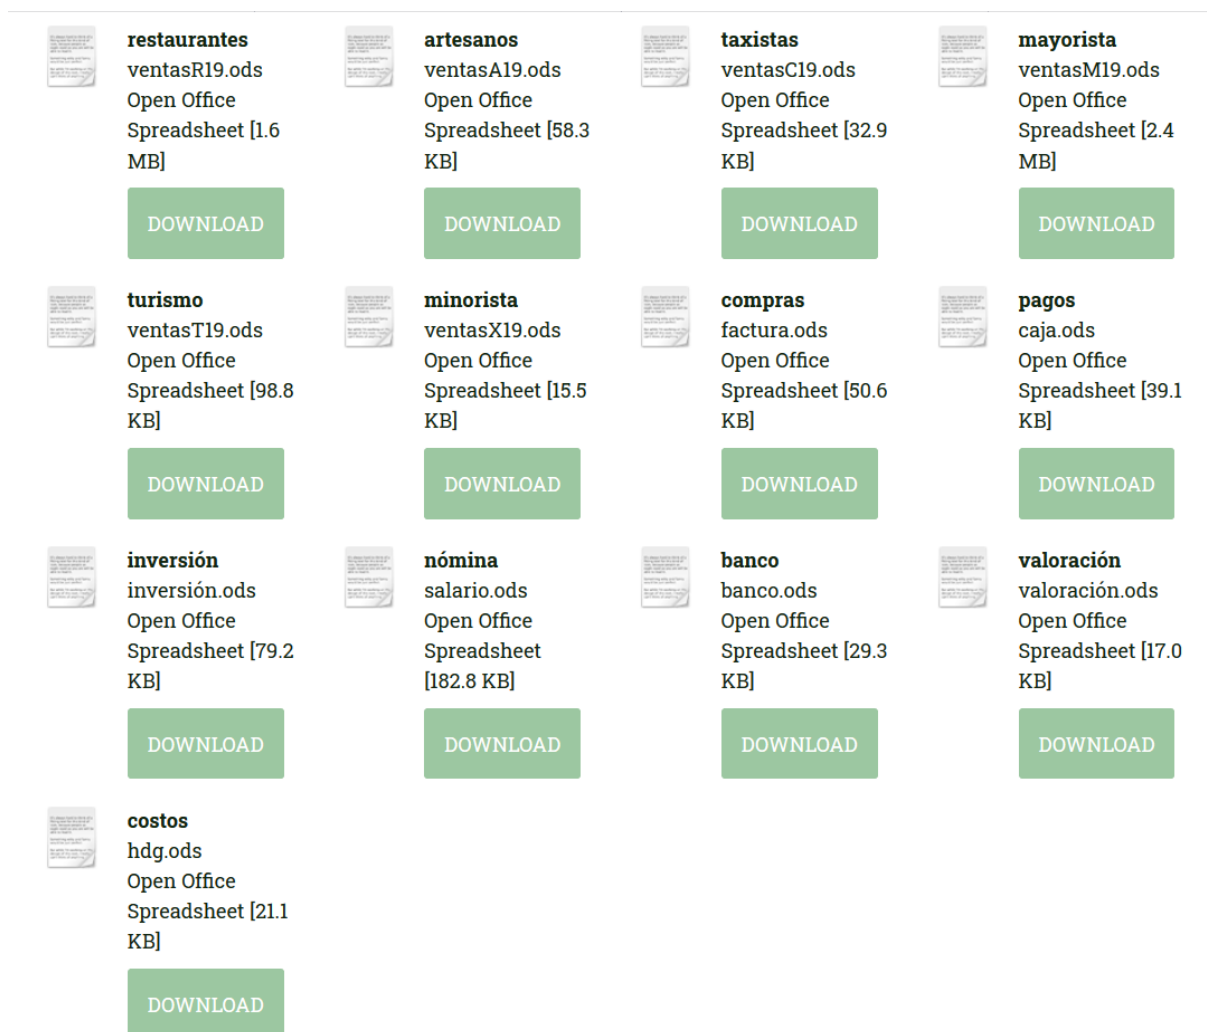 restaurantes
ventasR19.ods
Open Office
Spreadsheet [1.6
MB]
DOWNLOAD
artesanos
ventasA19.ods
Open Office
Spreadsheet [58.3
KB]
DOWNLOAD
taxistas
ventasC19.ods
Open Office
Spreadsheet [32.9
KB]
DOWNLOAD
mayorista
ventasM19.ods
Open Office
Spreadsheet [2.4
MB]
DOWNLOAD
turismo
ventasT19.ods
Open Office
Spreadsheet [98.8
KB]
DOWNLOAD
minorista
ventasX19.ods
Open Office
Spreadsheet [15.5
KB]
DOWNLOAD
compras
factura.ods
Open Office
Spreadsheet [50.6
KB]
DOWNLOAD
pagos
caja.ods
Open Office
Spreadsheet [39.1
KB]
DOWNLOAD
inversión
inversión.ods
Open Office
Spreadsheet [79.2
KB]
DOWNLOAD
nómina
salario.ods
Open Office
Spreadsheet
[182.8 KB]
DOWNLOAD
banco
banco.ods
Open Office
Spreadsheet [29.3
KB]
DOWNLOAD
valoración
valoración.ods
Open Office
Spreadsheet [17.0
KB]
DOWNLOAD
costos
hdg.ods
Open Office
Spreadsheet [21.1
KB]
DOWNLOAD